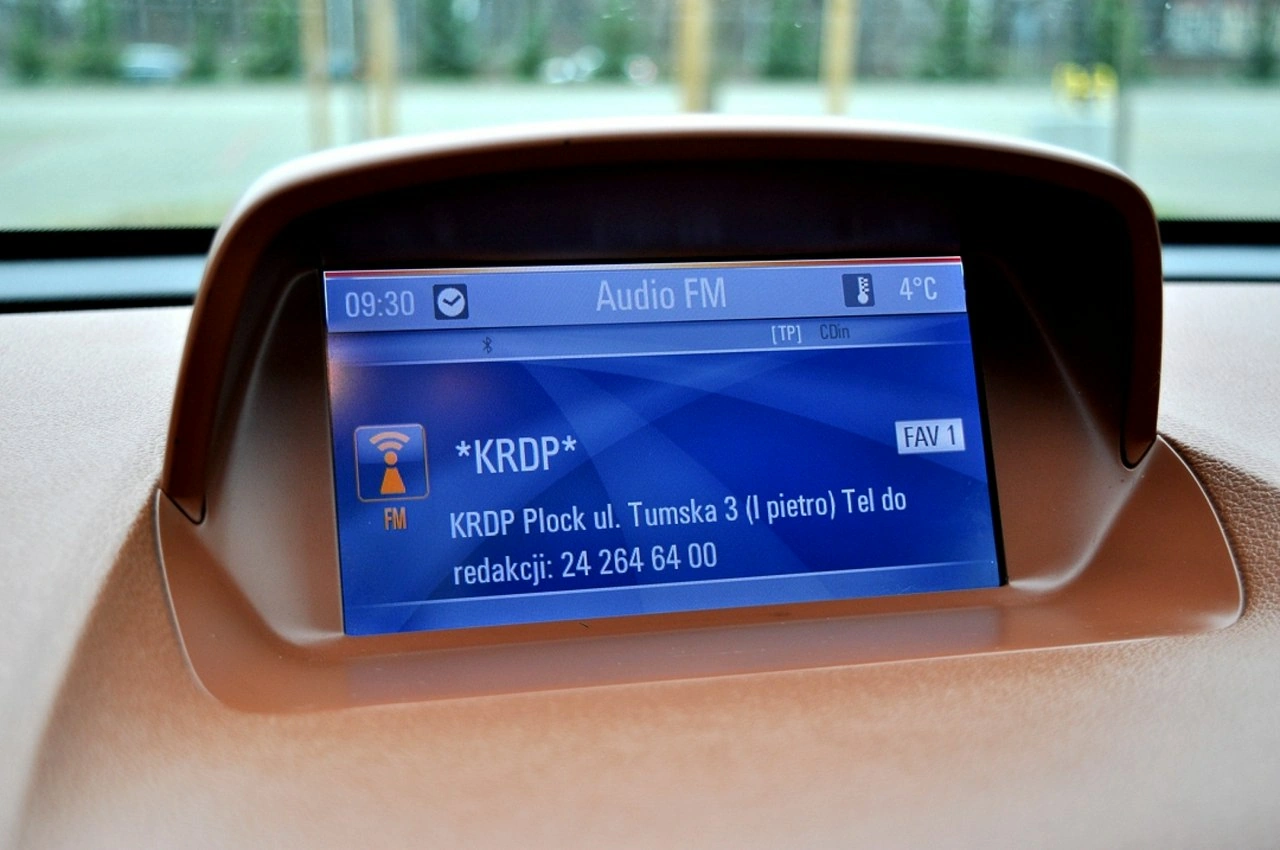 09:30 Audio FM 4°C
[TP] CDin
*KRDP* FAV 1
FM
KRDP Plock ul. Tumska 3 (I pietro) Tel do
redakcji: 24 264 64 00